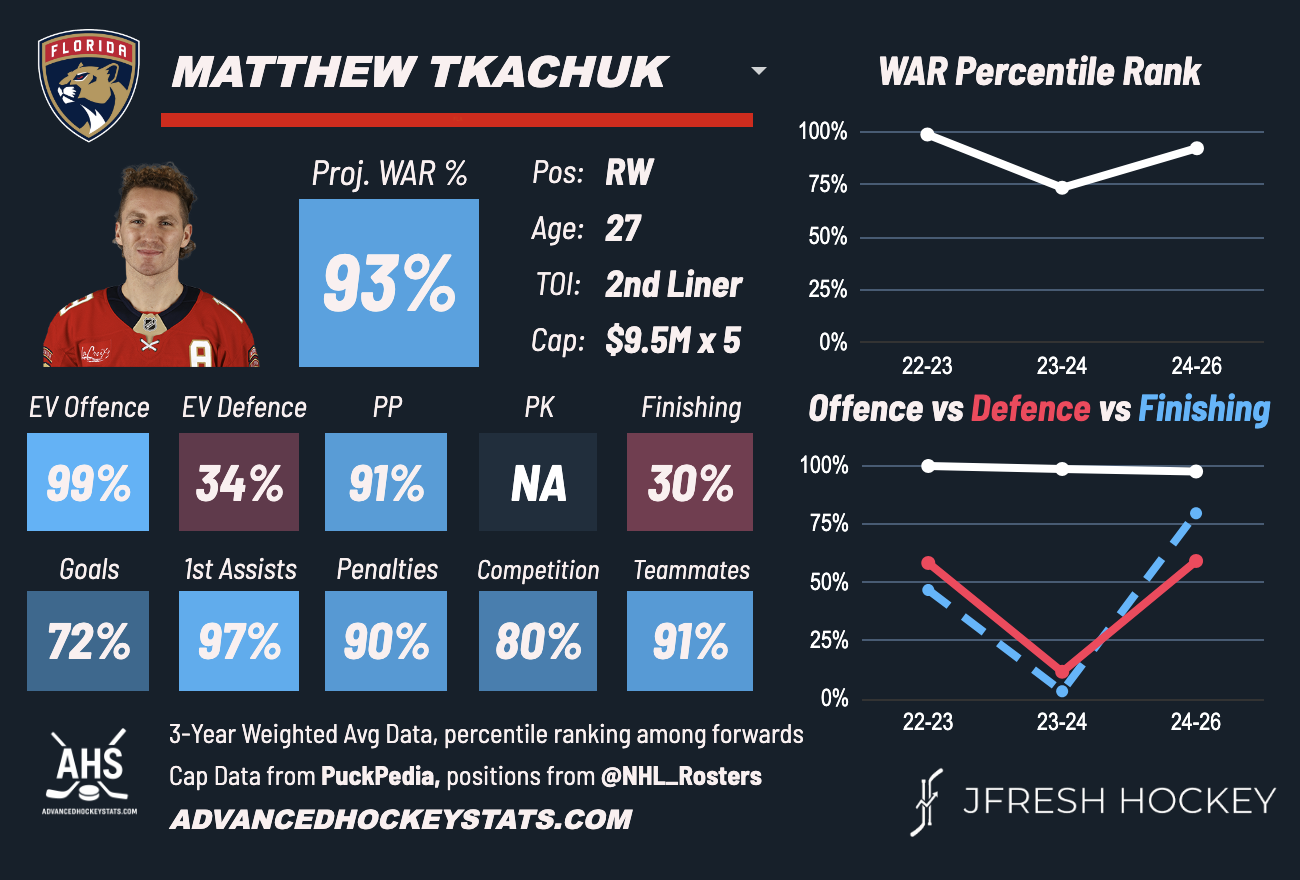 FLORIDA
MATTHEW TKACHUK
WAR Percentile Rank
Proj. WAR %
93%
Pos: RW
Age: 27
TOI: 2nd Liner
Cap: $9.5M x 5
A
100%
75%
50%
25%
0%
22-23 23-24 24-26
EV Offence EV Defence PP PK Finishing
99% 34% 91% NA 30%
Goals 1st Assists Penalties Competition Teammates
72% 97% 90% 80% 91%
Offence vs Defence vs Finishing
100%
75%
50%
25%
0%
22-23 23-24 24-26
AHS
ADVANCEDHOCKEYSTATS.COM
3-Year Weighted Avg Data, percentile ranking among forwards
Cap Data from PuckPedia, positions from @NHL_Rosters
ADVANCEDHOCKEYSTATS.COM
JFRESH HOCKEY